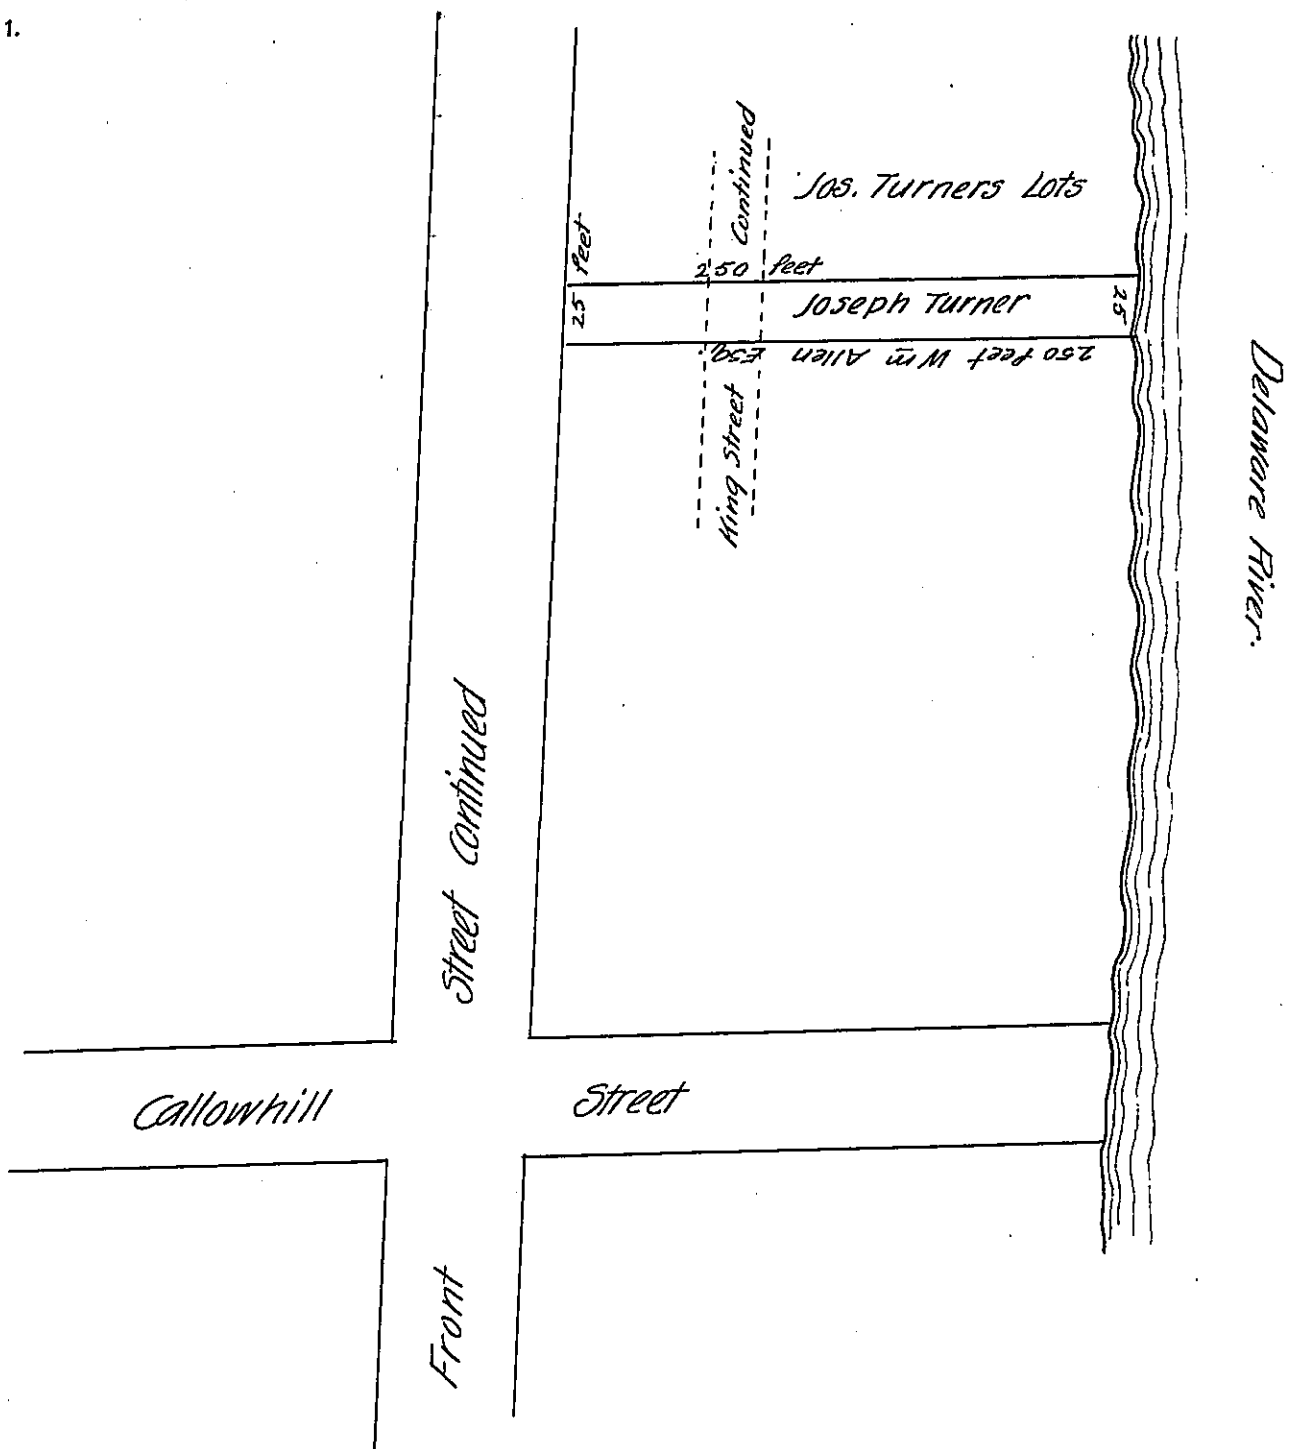 1.
Jos. Turners Lots
King Street Continued
25 feet
250 feet
Joseph Turner
25
250 feet Wm Allen Esq.
Delaware River.
Front Street Continued
Callowhill Street